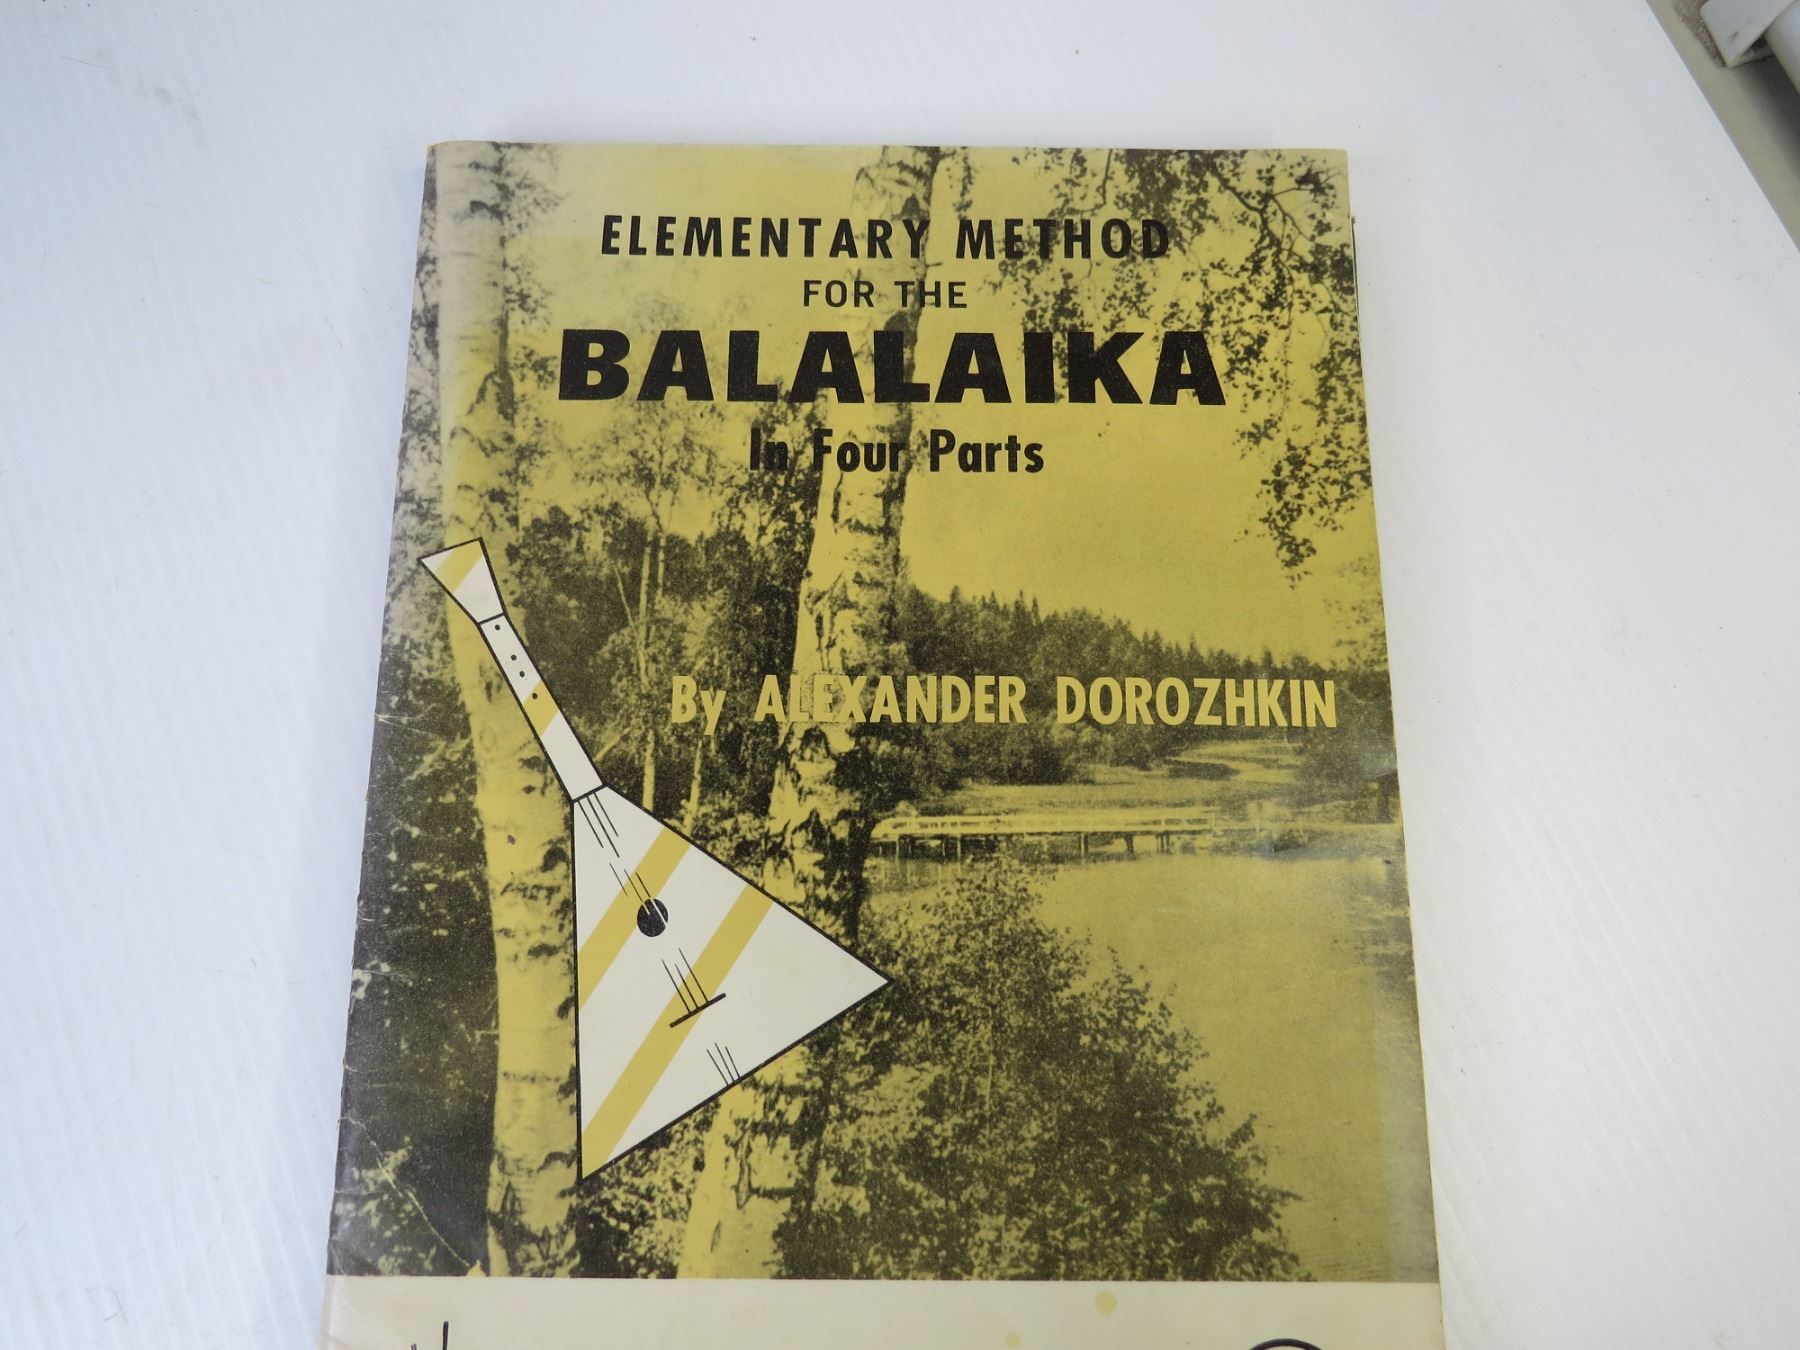 ELEMENTARY METHOD
FOR THE
BALALAIKA
In Four Parts
By ALEXANDER DOROZHKIN